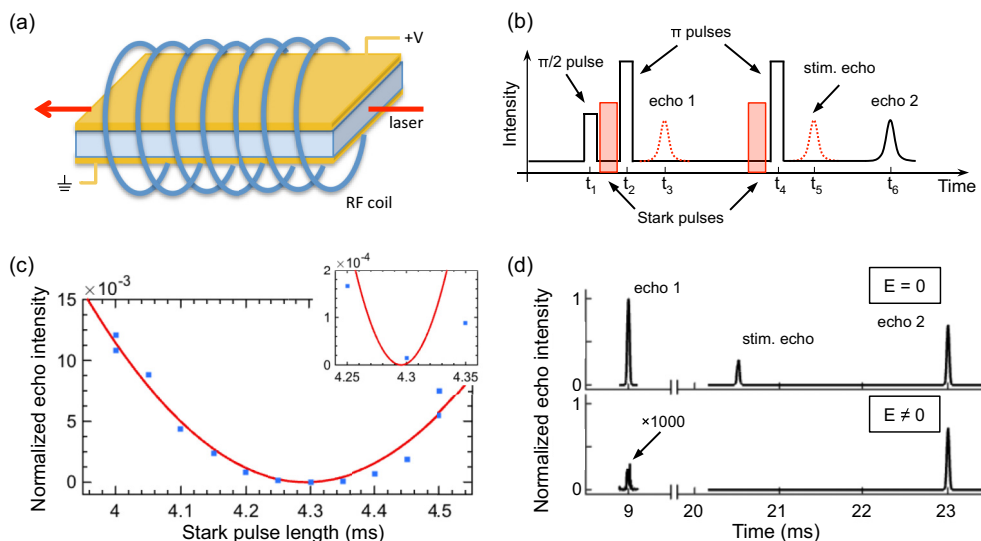 (a)
+V
laser
RF coil
(b)
π pulses
π/2 pulse
stim. echo
echo 1
echo 2
Intensity
t1
t2
t3
t4
t5
t6
Time
Stark pulses
(c)
×10-3
15
10
5
0
Normalized echo intensity
4
4.1
4.2
4.3
4.4
4.5
Stark pulse length (ms)
×10-4
2
1
0
4.25
4.3
4.35
(d)
echo 1
E = 0
stim. echo
echo 2
1
0
E ≠ 0
×1000
1
0
Normalized echo intensity
9
20
21
22
23
Time (ms)